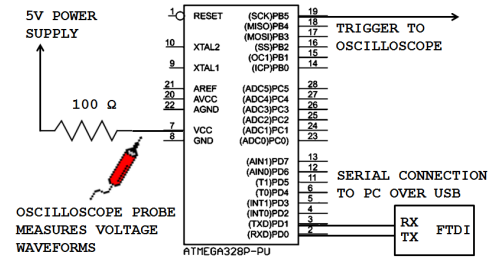 5V POWER
SUPPLY
100 Ω
OSCILLOSCOPE PROBE
MEASURES VOLTAGE
WAVEFORMS
1 RESET
10 XTAL2
9 XTAL1
21 AREF
20 AVCC
22 AGND
7 VCC
8 GND
(SCK)PB5 19
(MISO)PB4 18
(MOSI)PB3 17
(SS)PB2 16
(OC1)PB1 15
(ICP)PB0 14
(ADC5)PC5 28
(ADC4)PC4 27
(ADC3)PC3 26
(ADC2)PC2 25
(ADC1)PC1 24
(ADC0)PC0) 23
(AIN1)PD7 13
(AIN0)PD6 12
(T1)PD5 11
(T0)PD4 6
(INT1)PD3 5
(INT0)PD2 4
(TXD)PD1 3
(RXD)PD0 2
ATMEGA328P-PU
TRIGGER TO
OSCILLOSCOPE
SERIAL CONNECTION
TO PC OVER USB
RX
TX
FTDI